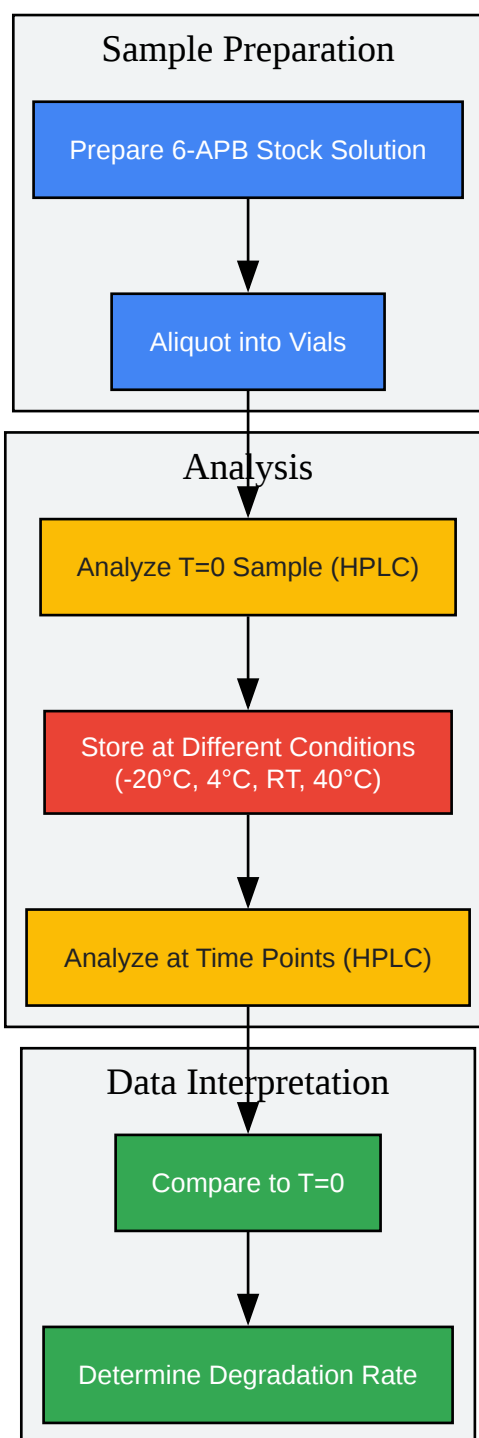 Sample Preparation
Prepare 6-APB Stock Solution
Aliquot into Vials
Analysis
Analyze T=0 Sample (HPLC)
Store at Different Conditions
(-20°C, 4°C, RT, 40°C)
Analyze at Time Points (HPLC)
Data Interpretation
Compare to T=0
Determine Degradation Rate